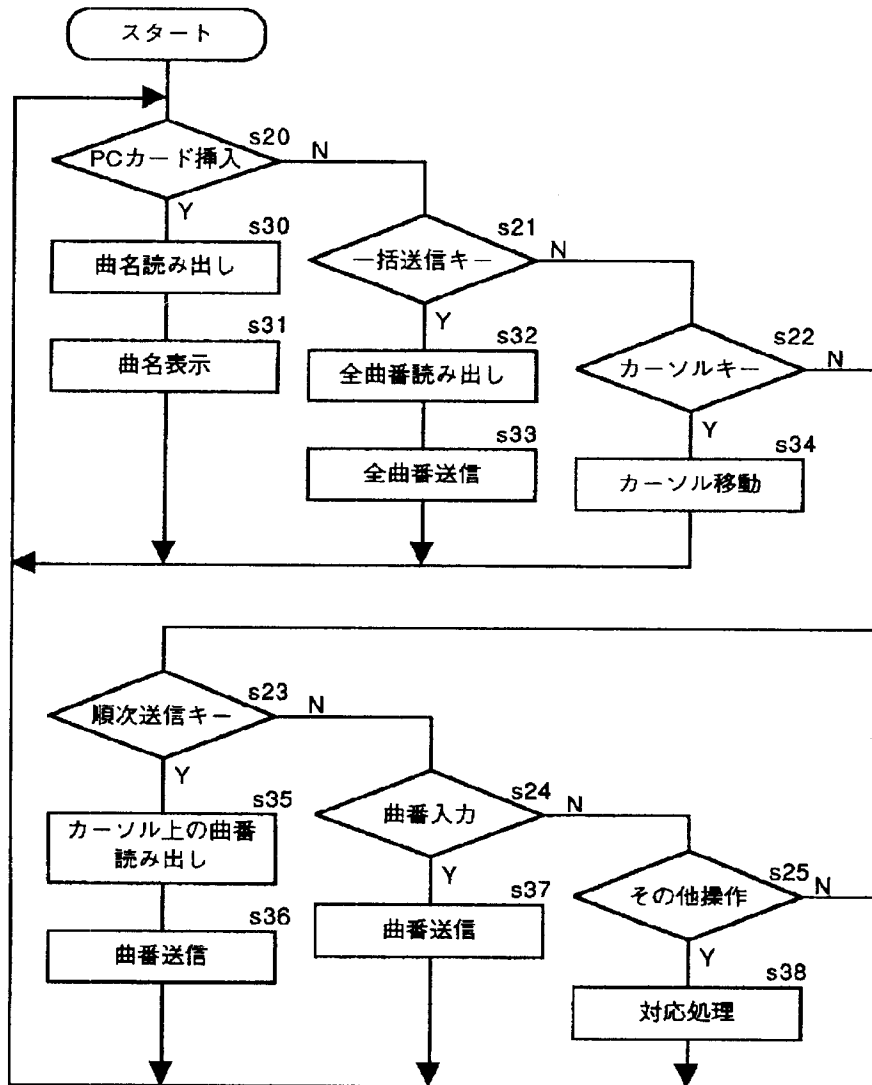 スタート
s20
PCカード挿入
N
Y
s30
曲名読み出し
s31
曲名表示
s21
一括送信キー
N
Y
s32
全曲番読み出し
s33
全曲番送信
s22
カーソルキー
N
Y
s34
カーソル移動
s23
順次送信キー
N
Y
s35
カーソル上の曲番
読み出し
s36
曲番送信
s24
曲番入力
N
Y
s37
曲番送信
s25
その他操作
N
Y
s38
対応処理